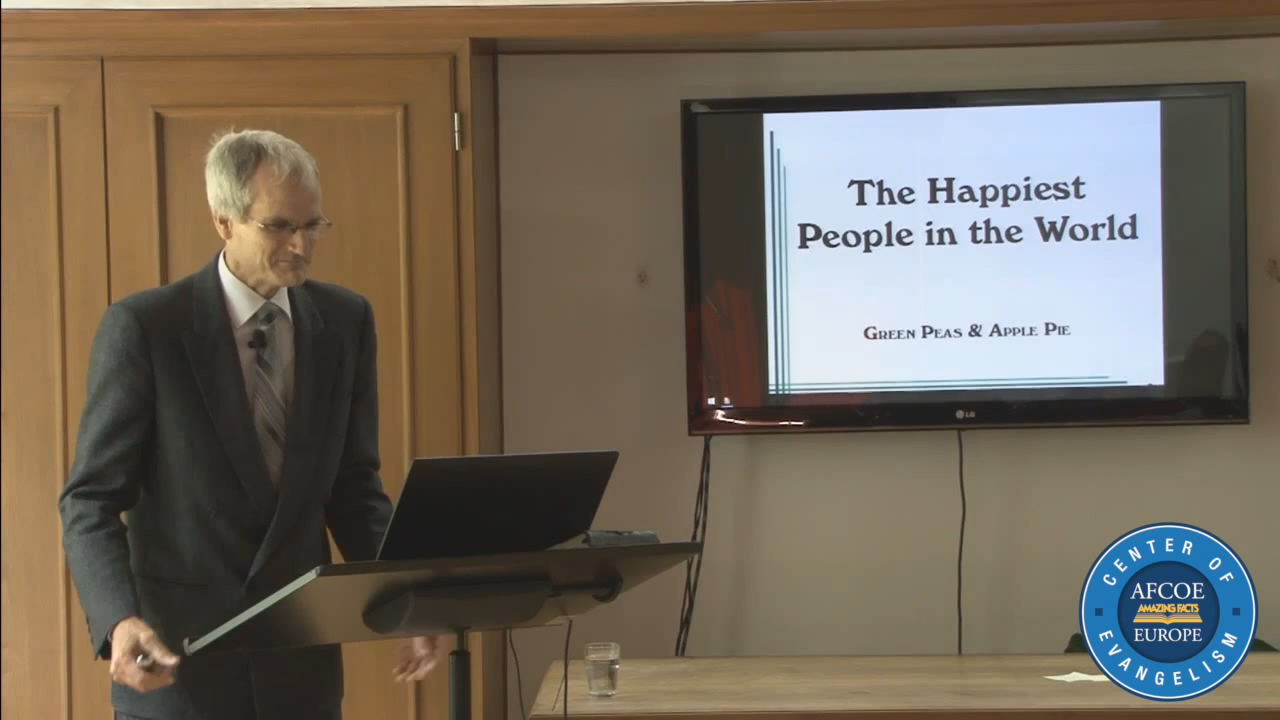 The Happiest
People in the World
Green Peas & Apple Pie
LG
CENTER OF
AFCOE
AMAZING FACTS
EUROPE
EVANGELISM